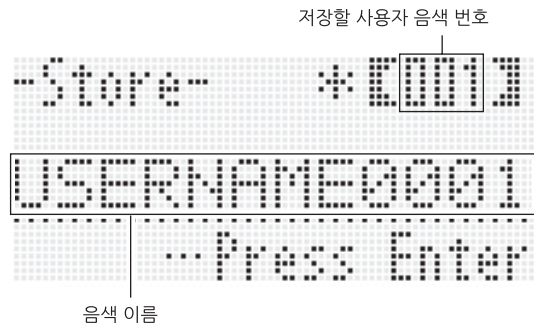 저장할 사용자 음색 번호
-Store- *【001】
USERNAME0001
…Press Enter
음색 이름